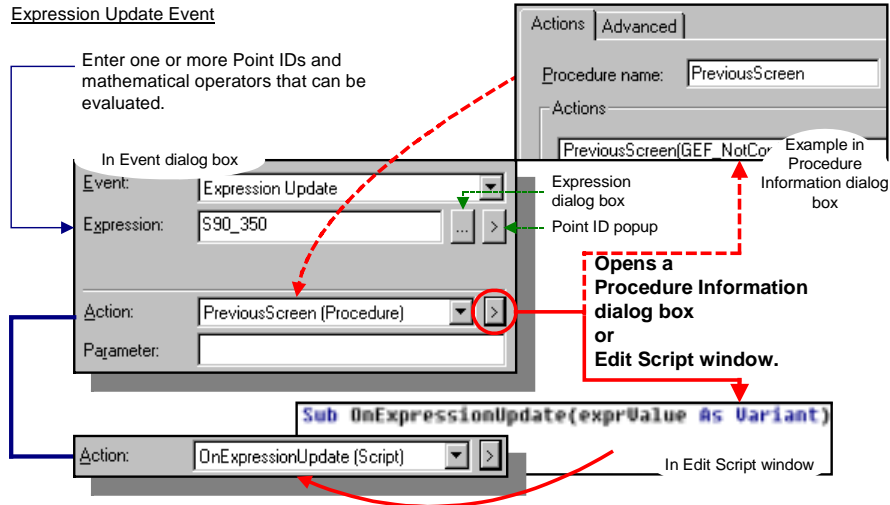 Expression Update Event
Enter one or more Point IDs and
mathematical operators that can be
evaluated.
Actions
Advanced
Procedure name:
PreviousScreen
Actions
PreviousScreen(GEF_NotCo
Example in
Procedure
Information dialog
box
In Event dialog box
Event:
Expression Update
Expression:
S90_350
...
>
Expression
dialog box
Point ID popup
Action:
PreviousScreen (Procedure)
>
Parameter:
Opens a
Procedure Information
dialog box
or
Edit Script window.
Sub OnExpressionUpdate(exprValue As Variant)
In Edit Script window
Action:
OnExpressionUpdate (Script)
>